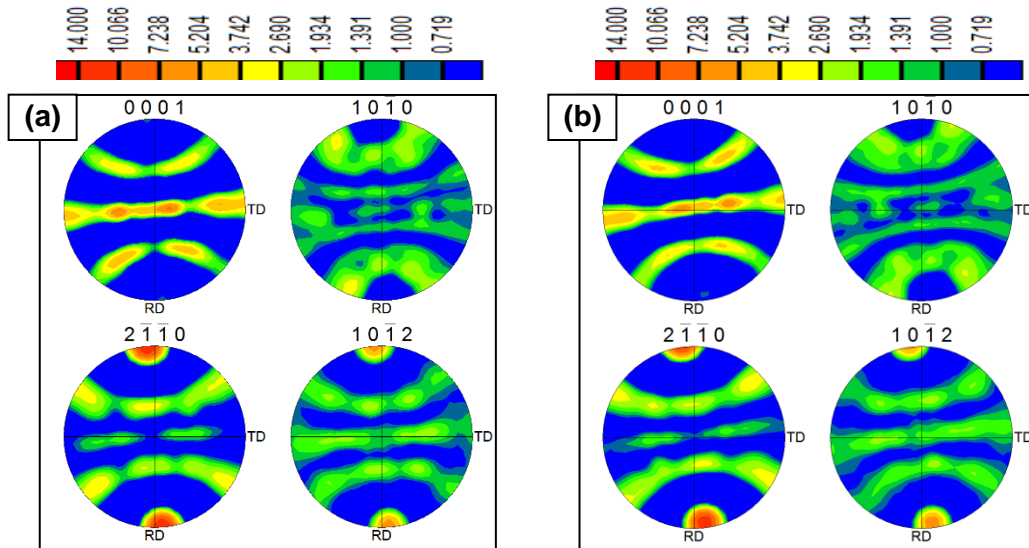 14.000 10.066 7.238 5.204 3.742 2.690 1.934 1.391 1.000 0.719
(a)
0 0 0 1
1 0 1̅ 0
TD
TD
RD
RD
2 1̅ 1̅ 0
1 0 1̅ 2
TD
TD
RD
RD
14.000 10.066 7.238 5.204 3.742 2.690 1.934 1.391 1.000 0.719
(b)
0 0 0 1
1 0 1̅ 0
TD
TD
RD
RD
2 1̅ 1̅ 0
1 0 1̅ 2
TD
TD
RD
RD